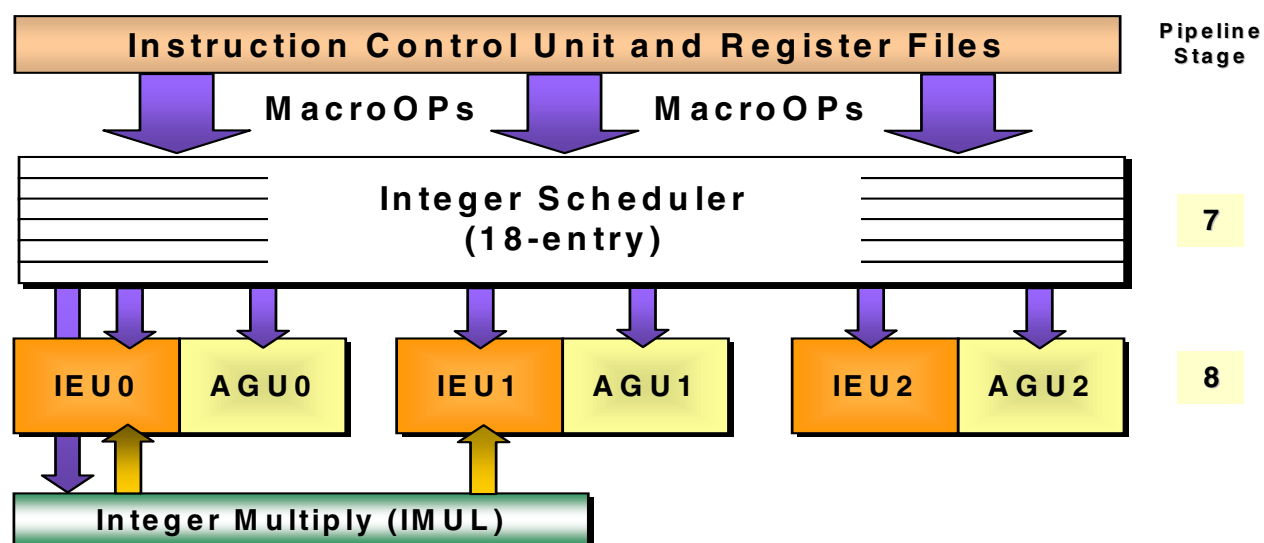 Instruction Control Unit and Register Files
Pipeline
Stage
MacroOPs
MacroOPs
Integer Scheduler
(18-entry)
7
IEU0
AGU0
IEU1
AGU1
IEU2
AGU2
8
Integer Multiply (IMUL)